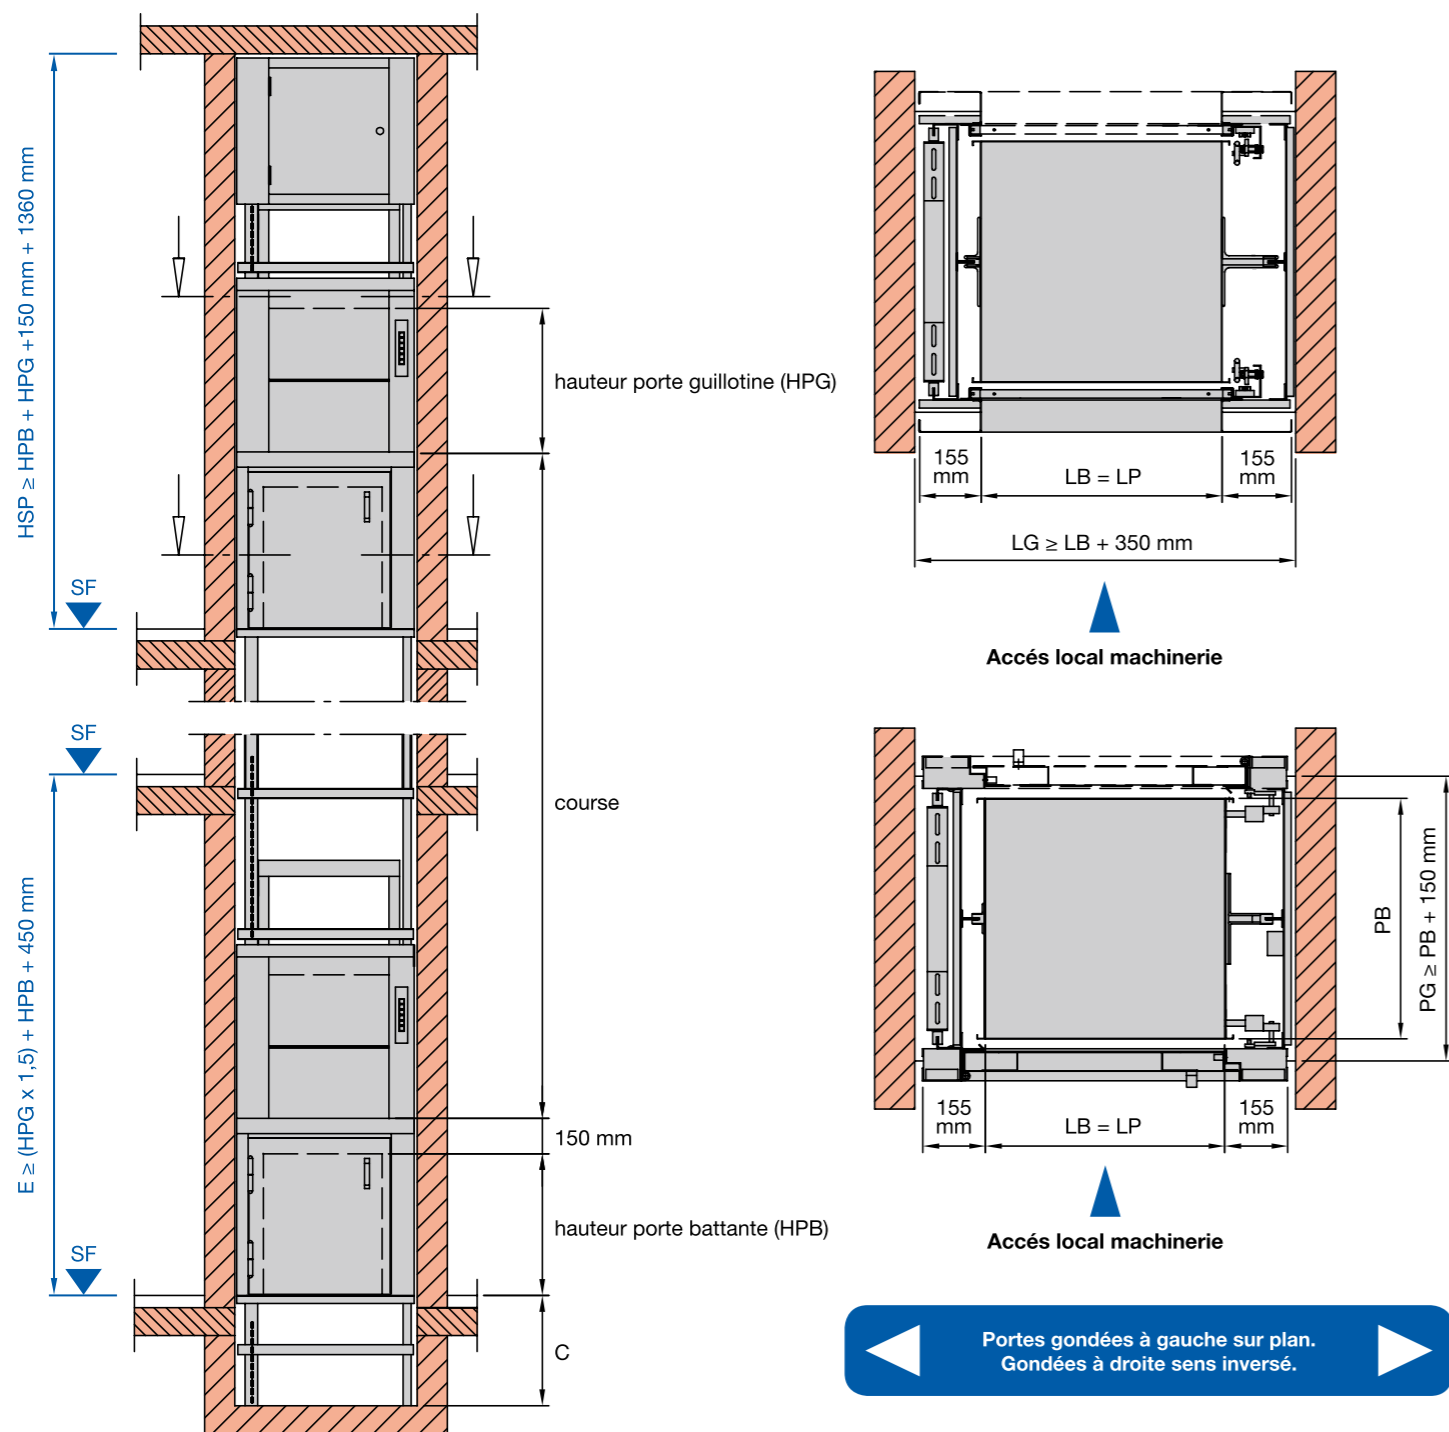 HSP ≥ HPB + HPG +150 mm + 1360 mm
SF
hauteur porte guillotine (HPG)
SF
course
E ≥ (HPG x 1,5) + HPB + 450 mm
150 mm
hauteur porte battante (HPB)
SF
C
155
mm
LB = LP
155
mm
LG ≥ LB + 350 mm
Accés local machinerie
PB
PG ≥ PB + 150 mm
155
mm
LB = LP
155
mm
Accés local machinerie
Portes gondées à gauche sur plan.
Gondées à droite sens inversé.